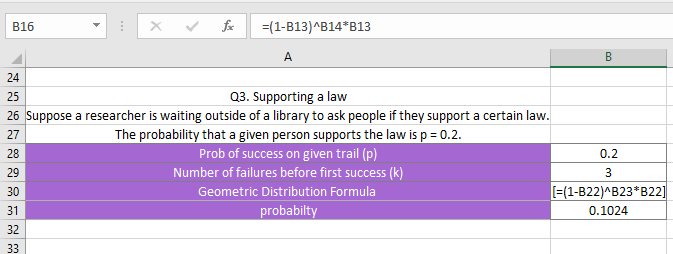 B16 fx =(1-B13)^B14*B13
A B
24
25 Q3. Supporting a law
26 Suppose a researcher is waiting outside of a library to ask people if they support a certain law.
27 The probability that a given person supports the law is p = 0.2.
28 Prob of success on given trail (p) 0.2
29 Number of failures before first success (k) 3
30 Geometric Distribution Formula [=(1-B22)^B23*B22]
31 probabilty 0.1024
32
33